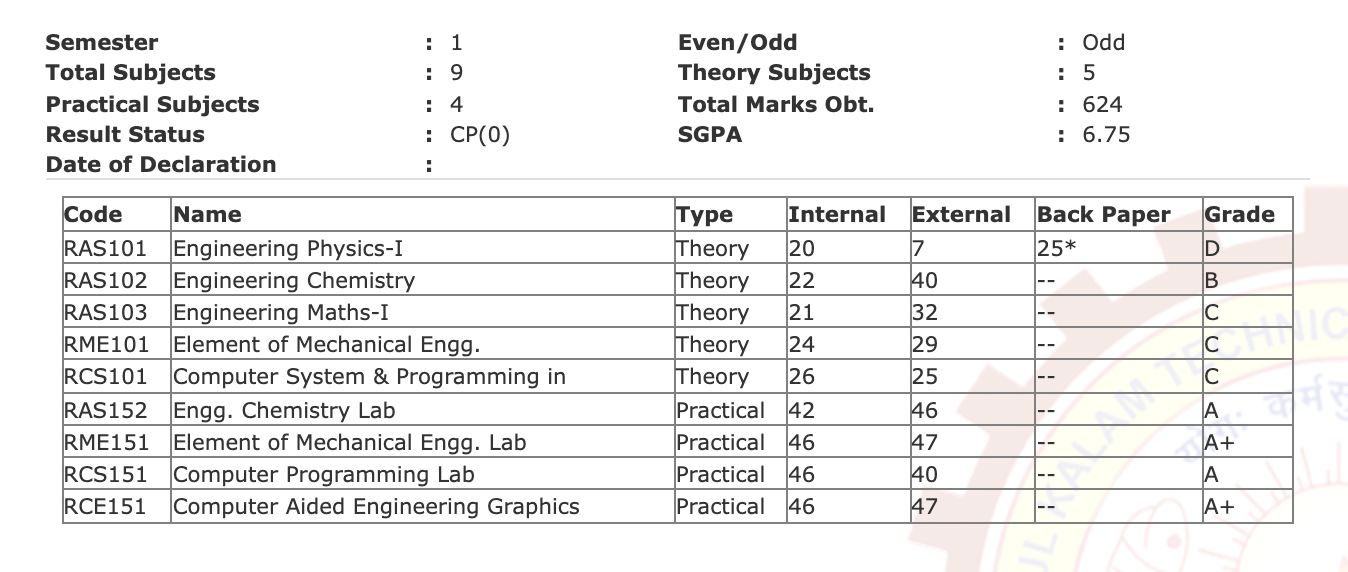 Semester : 1 Even/Odd : Odd
Total Subjects : 9 Theory Subjects : 5
Practical Subjects : 4 Total Marks Obt. : 624
Result Status : CP(0) SGPA : 6.75
Date of Declaration :
Code Name Type Internal External Back Paper Grade
RAS101 Engineering Physics-I Theory 20 7 25* D
RAS102 Engineering Chemistry Theory 22 40 -- B
RAS103 Engineering Maths-I Theory 21 32 -- C
RME101 Element of Mechanical Engg. Theory 24 29 -- C
RCS101 Computer System & Programming in Theory 26 25 -- C
RAS152 Engg. Chemistry Lab Practical 42 46 -- A
RME151 Element of Mechanical Engg. Lab Practical 46 47 -- A+
RCS151 Computer Programming Lab Practical 46 40 -- A
RCE151 Computer Aided Engineering Graphics Practical 46 47 -- A+
UL KALAM TECHNIC
योगः कर्मसु